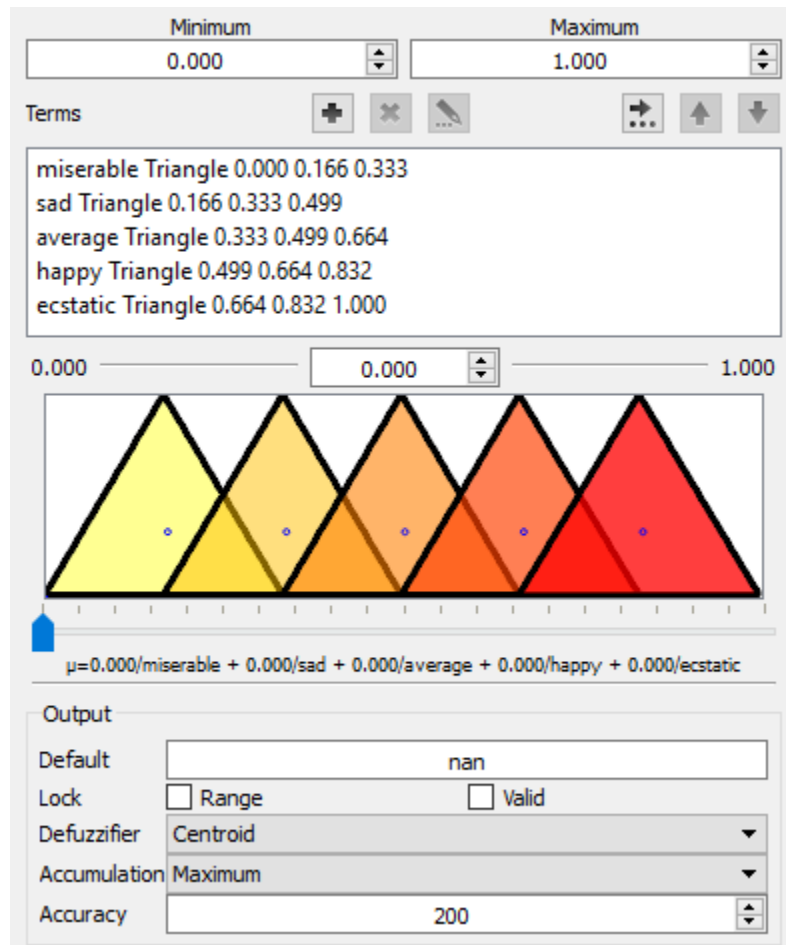 Minimum Maximum
0.000 1.000
Terms
miserable Triangle 0.000 0.166 0.333
sad Triangle 0.166 0.333 0.499
average Triangle 0.333 0.499 0.664
happy Triangle 0.499 0.664 0.832
ecstatic Triangle 0.664 0.832 1.000
0.000 0.000 1.000
μ=0.000/miserable + 0.000/sad + 0.000/average + 0.000/happy + 0.000/ecstatic
Output
Default nan
Lock Range Valid
Defuzzifier Centroid
Accumulation Maximum
Accuracy 200